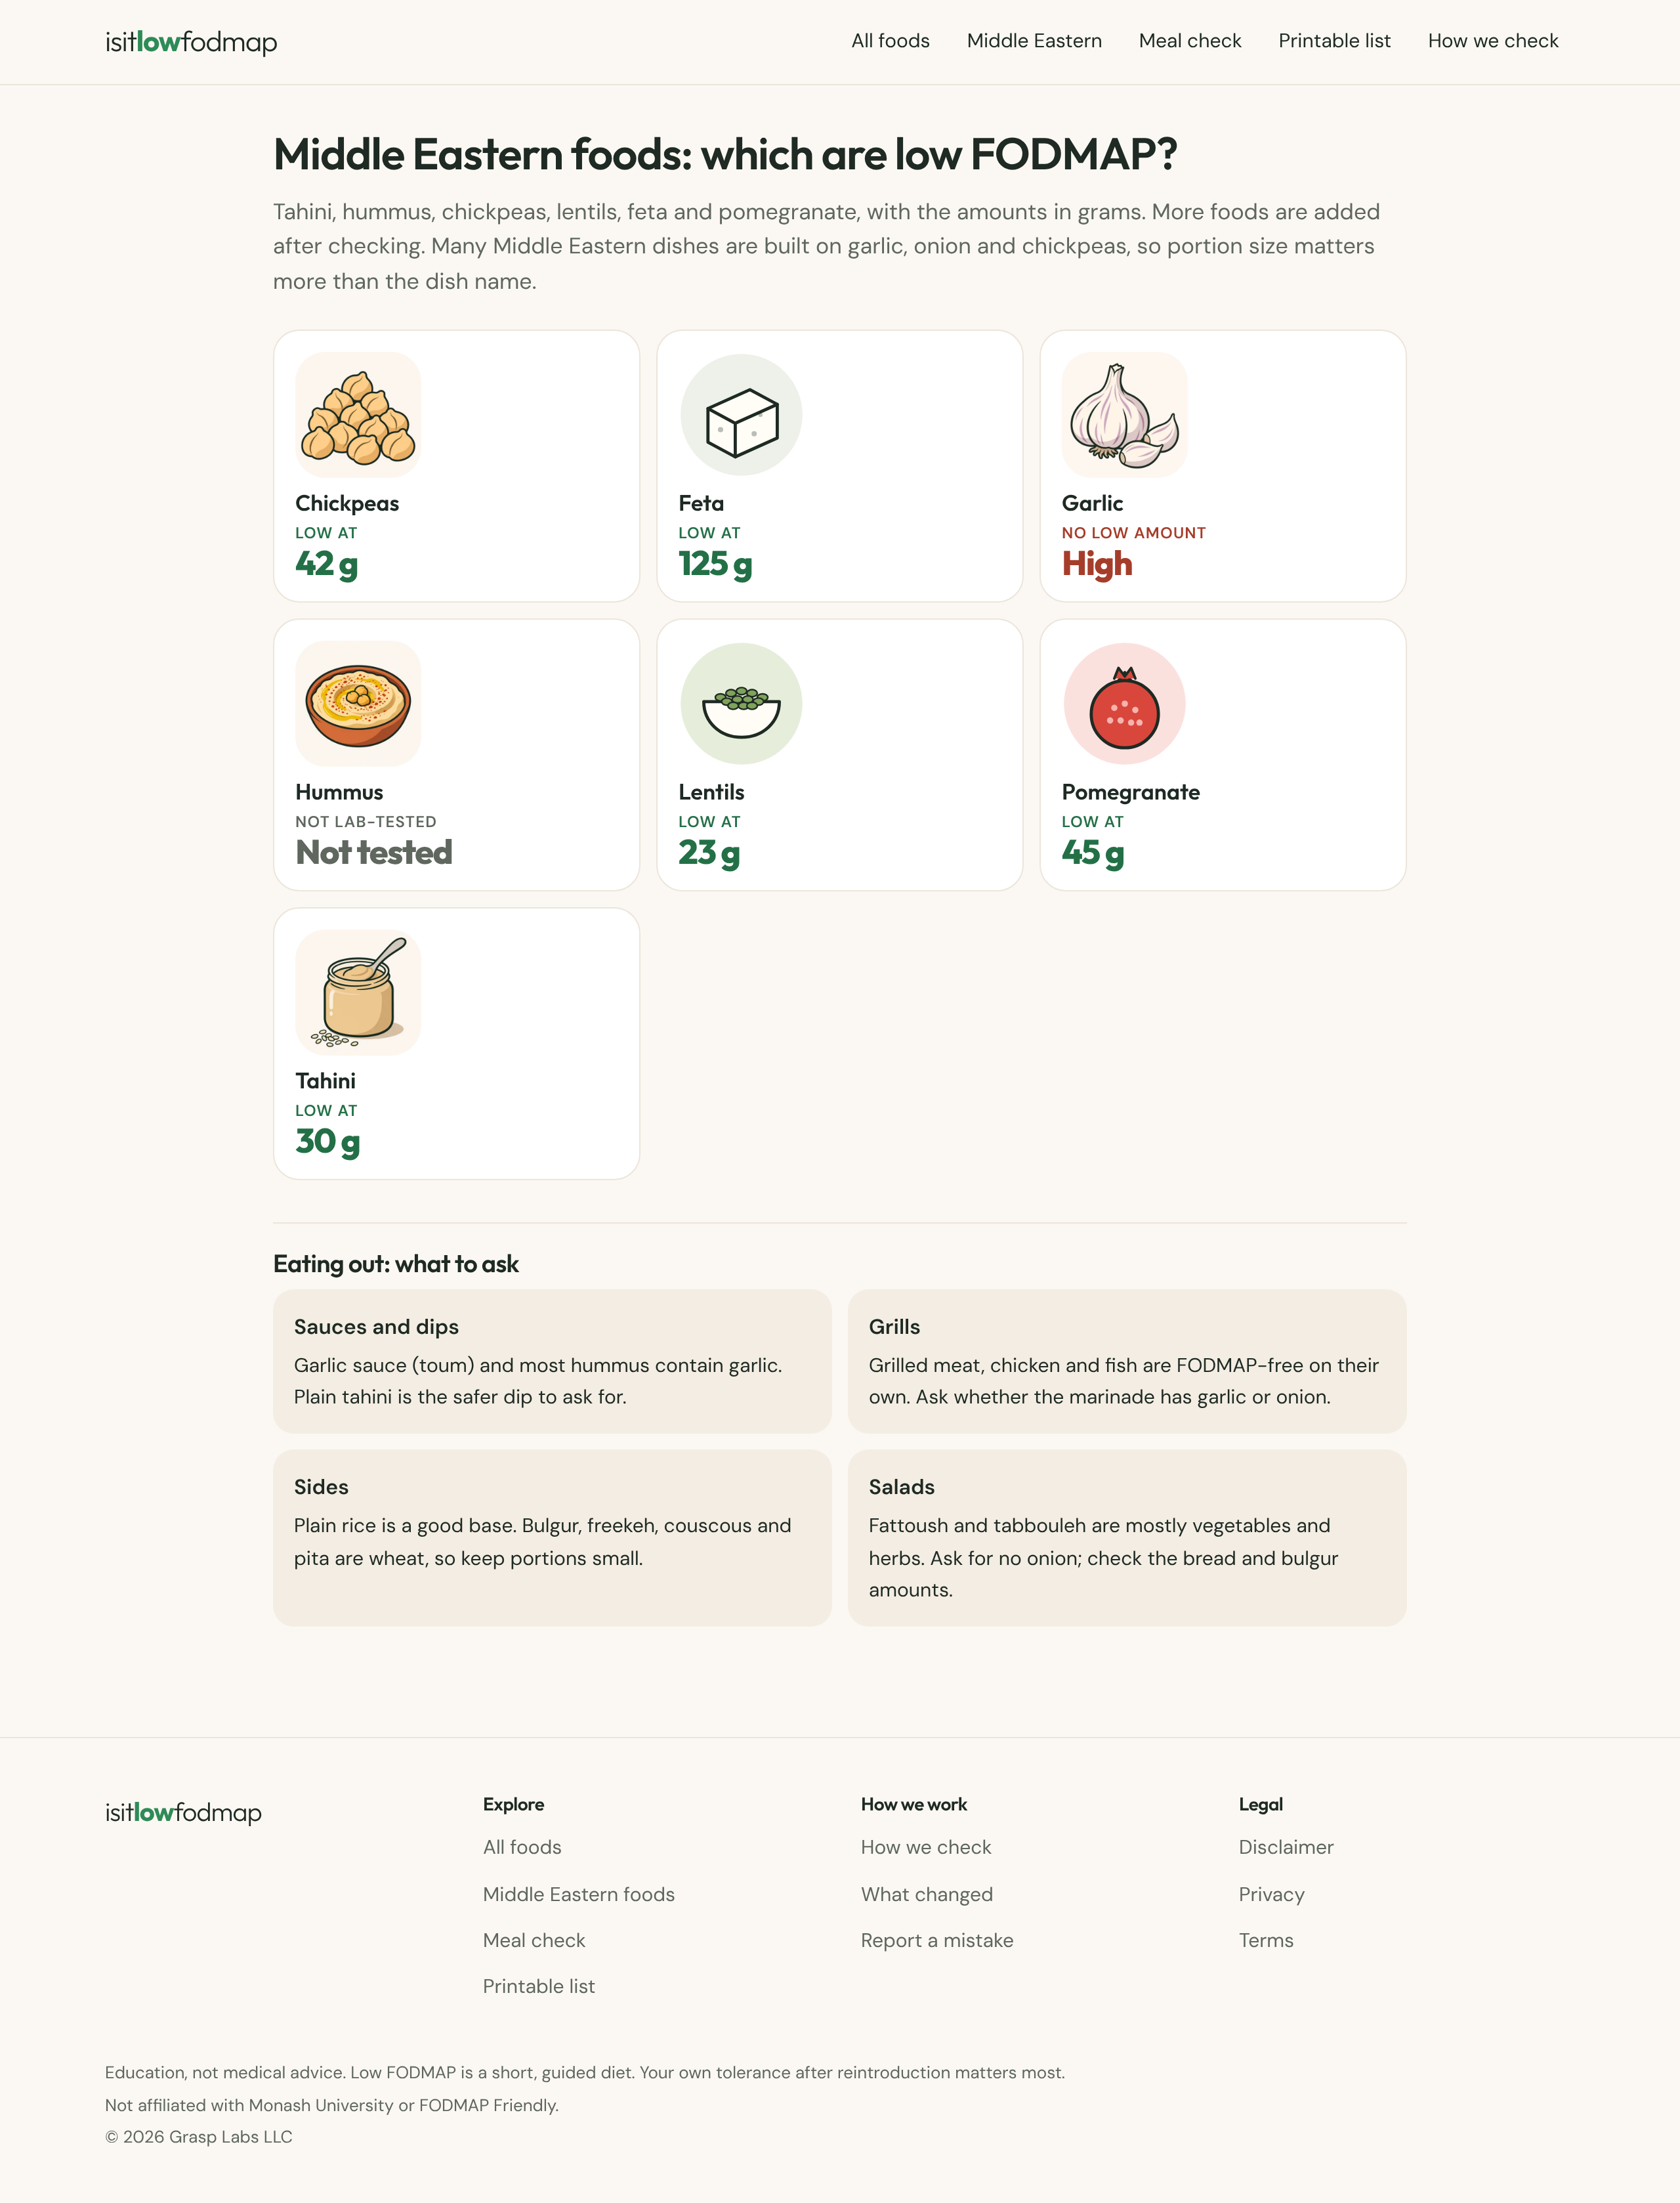 isitlowfodmap
All foods
Middle Eastern
Meal check
Printable list
How we check
Middle Eastern foods: which are low FODMAP?
Tahini, hummus, chickpeas, lentils, feta and pomegranate, with the amounts in grams. More foods are added
after checking. Many Middle Eastern dishes are built on garlic, onion and chickpeas, so portion size matters
more than the dish name.
Chickpeas
LOW AT
42 g
Feta
LOW AT
125 g
Garlic
NO LOW AMOUNT
High
Hummus
NOT LAB-TESTED
Not tested
Lentils
LOW AT
23 g
Pomegranate
LOW AT
45 g
Tahini
LOW AT
30 g
Eating out: what to ask
Sauces and dips
Garlic sauce (toum) and most hummus contain garlic.
Plain tahini is the safer dip to ask for.
Grills
Grilled meat, chicken and fish are FODMAP-free on their
own. Ask whether the marinade has garlic or onion.
Sides
Plain rice is a good base. Bulgur, freekeh, couscous and
pita are wheat, so keep portions small.
Salads
Fattoush and tabbouleh are mostly vegetables and
herbs. Ask for no onion; check the bread and bulgur
amounts.
isitlowfodmap
Explore
All foods
Middle Eastern foods
Meal check
Printable list
How we work
How we check
What changed
Report a mistake
Legal
Disclaimer
Privacy
Terms
Education, not medical advice. Low FODMAP is a short, guided diet. Your own tolerance after reintroduction matters most.
Not affiliated with Monash University or FODMAP Friendly.
© 2026 Grasp Labs LLC